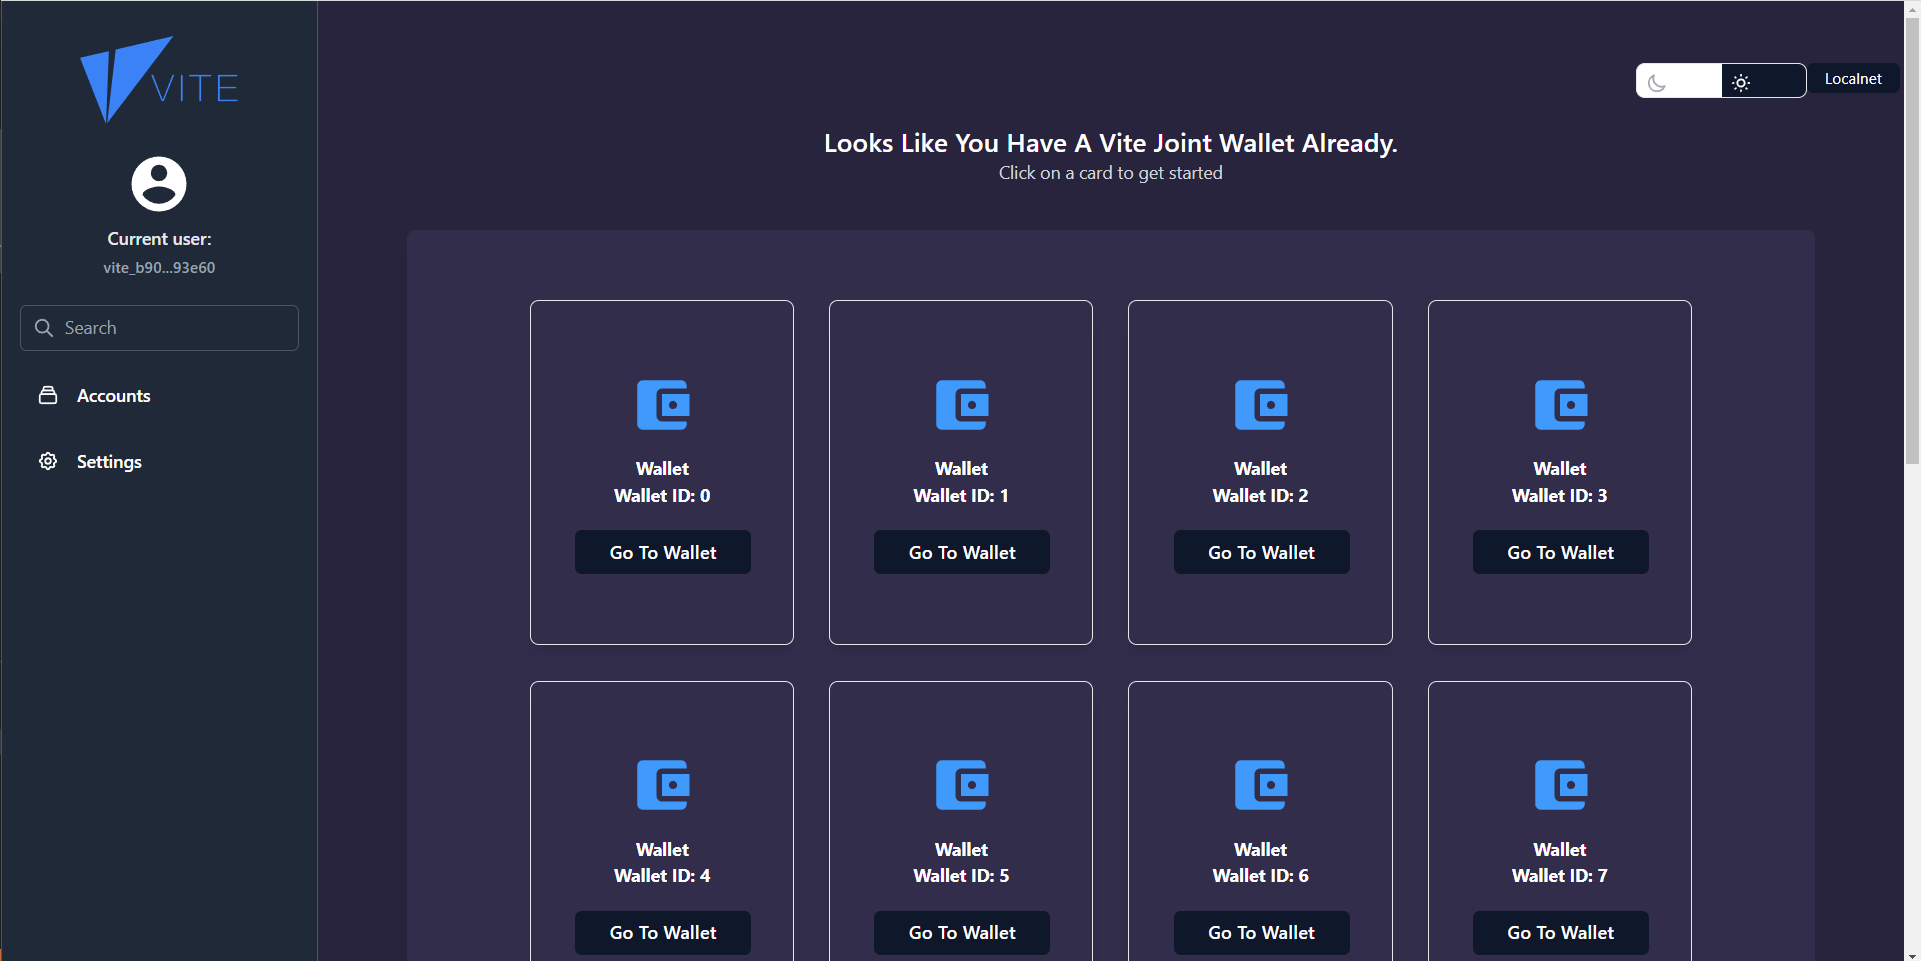 VITE
Current user:
vite_b90...93e60
Search
Accounts
Settings
Localnet
Looks Like You Have A Vite Joint Wallet Already.
Click on a card to get started
Wallet
Wallet ID: 0
Go To Wallet
Wallet
Wallet ID: 1
Go To Wallet
Wallet
Wallet ID: 2
Go To Wallet
Wallet
Wallet ID: 3
Go To Wallet
Wallet
Wallet ID: 4
Go To Wallet
Wallet
Wallet ID: 5
Go To Wallet
Wallet
Wallet ID: 6
Go To Wallet
Wallet
Wallet ID: 7
Go To Wallet